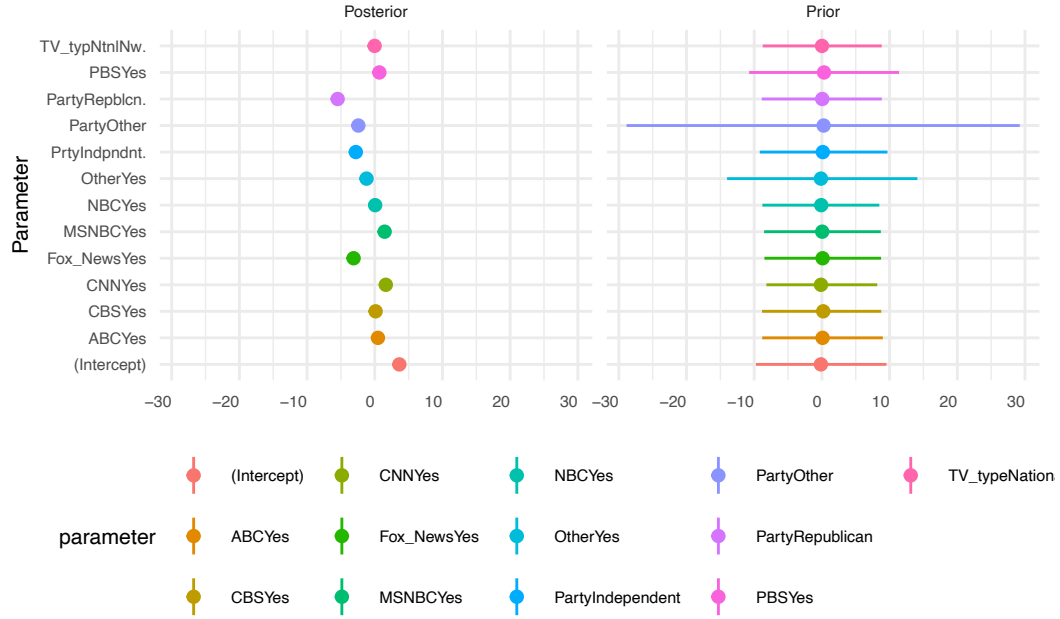 Posterior
Prior
Parameter
TV_typNtnlNw.
PBSYes
PartyRepblcn.
PartyOther
PrtyIndpndnt.
OtherYes
NBCYes
MSNBCYes
Fox_NewsYes
CNNYes
CBSYes
ABCYes
(Intercept)
−30 −20 −10 0 10 20 30 −30 −20 −10 0 10 20 30
parameter
(Intercept) CNNYes NBCYes PartyOther TV_typeNationa
ABCYes Fox_NewsYes OtherYes PartyRepublican
CBSYes MSNBCYes PartyIndependent PBSYes